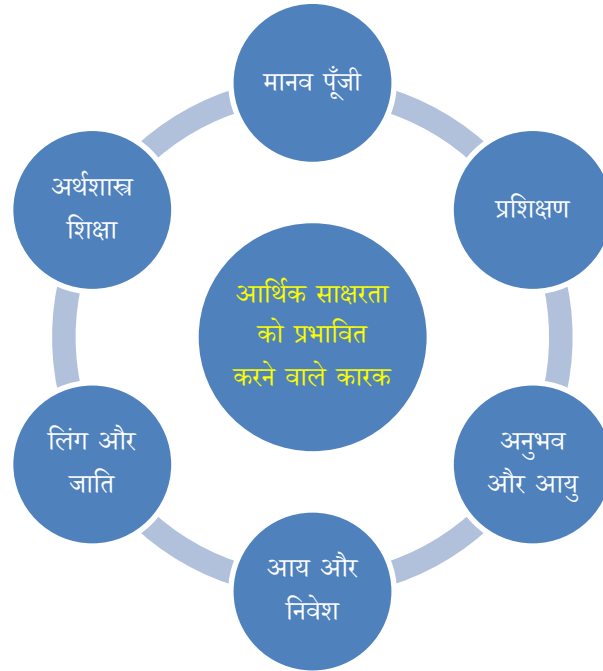 मानव पूँजी
प्रशिक्षण
अनुभव
और आयु
आय और
निवेश
लिंग और
जाति
अर्थशास्त्र
शिक्षा
आर्थिक साक्षरता
को प्रभावित
करने वाले कारक